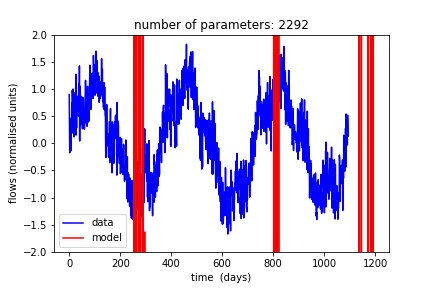 number of parameters: 2292
flows (normalised units)
2.0
1.5
1.0
0.5
0.0
−0.5
−1.0
−1.5
−2.0
data
model
0 200 400 600 800 1000 1200
time (days)